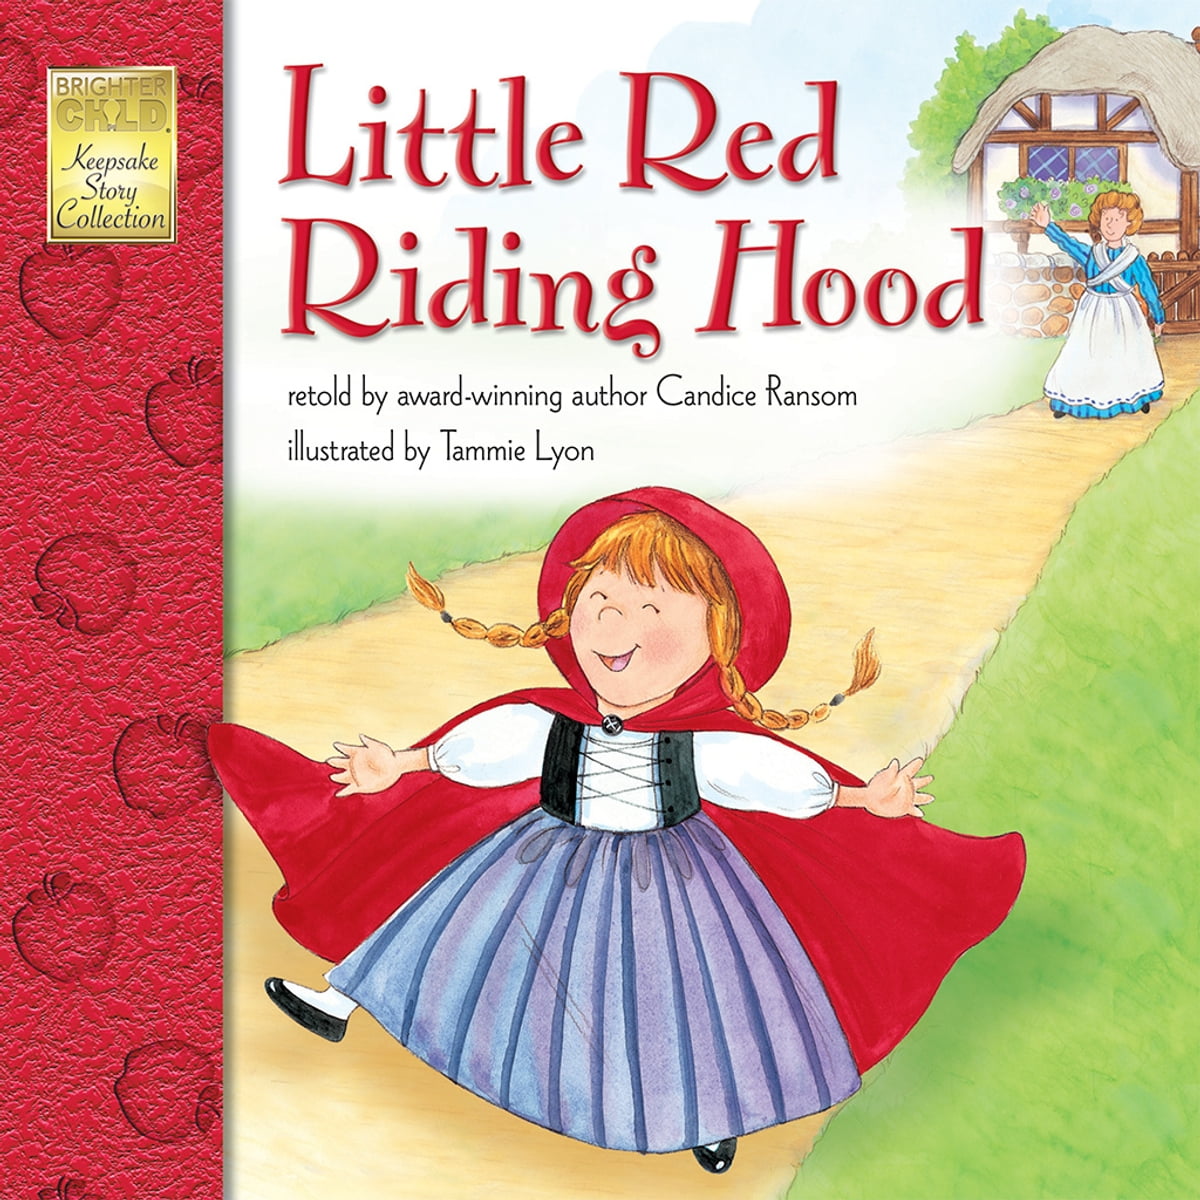 BRIGHTER
CHILD®
Keepsake
Story
Collection
Little Red
Riding Hood
retold by award-winning author Candice Ransom
illustrated by Tammie Lyon